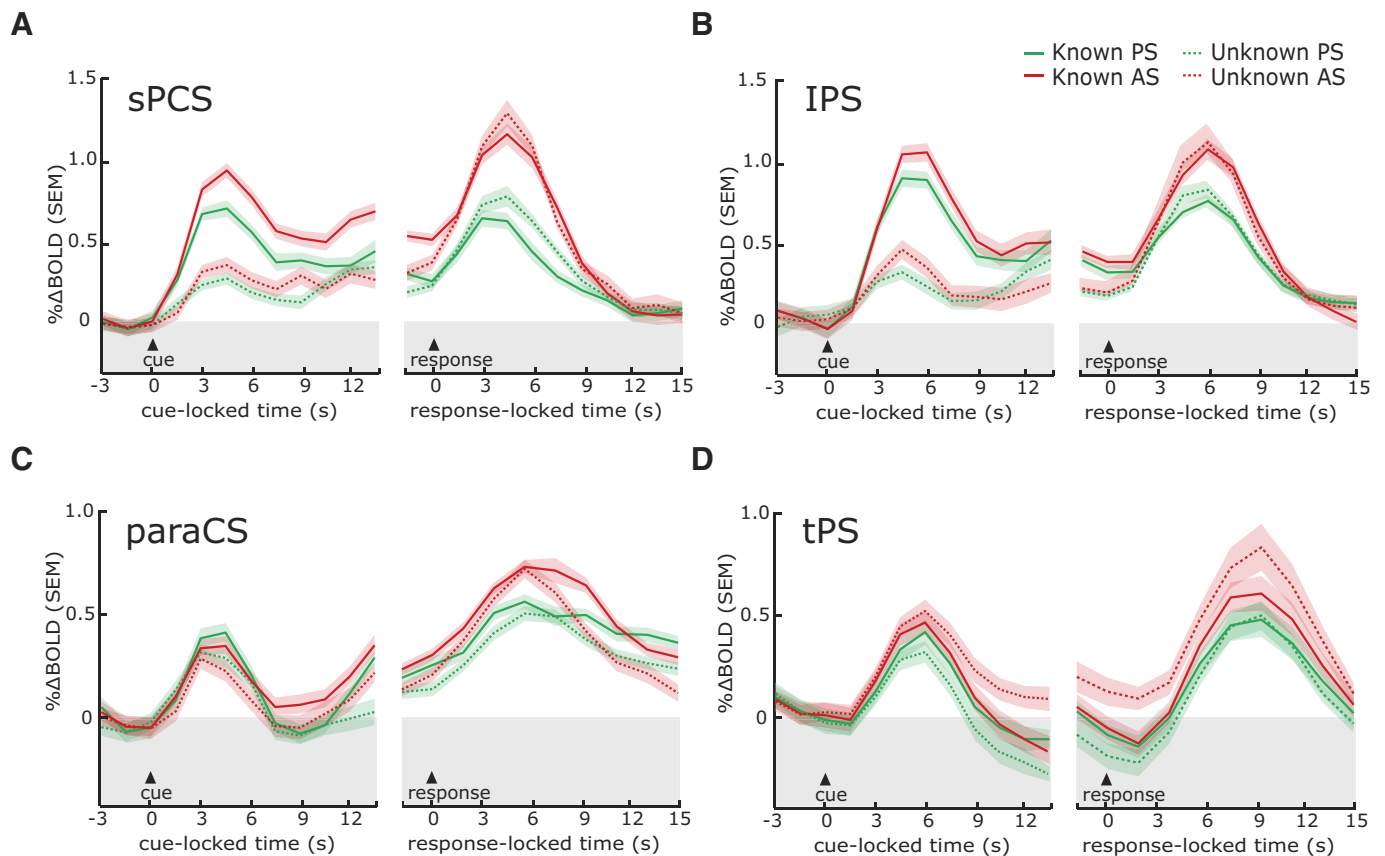 A
B
Known PS
Unknown PS
Known AS
Unknown AS
sPCS
IPS
1.5
1.0
0.5
0
%ΔBOLD (SEM)
cue
response
-3 0 3 6 9 12
0 3 6 9 12 15
cue-locked time (s)
response-locked time (s)
1.5
1.0
0.5
0
%ΔBOLD (SEM)
cue
response
-3 0 3 6 9 12
0 3 6 9 12 15
cue-locked time (s)
response-locked time (s)
C
D
paraCS
tPS
1.0
0.5
0
%ΔBOLD (SEM)
cue
response
-3 0 3 6 9 12
0 3 6 9 12 15
cue-locked time (s)
response-locked time (s)
1.0
0.5
0
%ΔBOLD (SEM)
cue
response
-3 0 3 6 9 12
0 3 6 9 12 15
cue-locked time (s)
response-locked time (s)